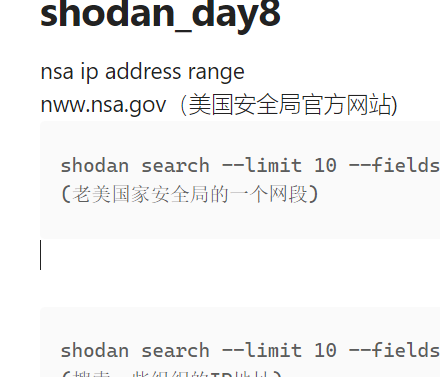 shodan_day8
nsa ip address range
nww.nsa.gov（美国安全局官方网站)
shodan search --limit 10 --fields
(老美国家安全局的一个网段)
shodan search --limit 10 --fields